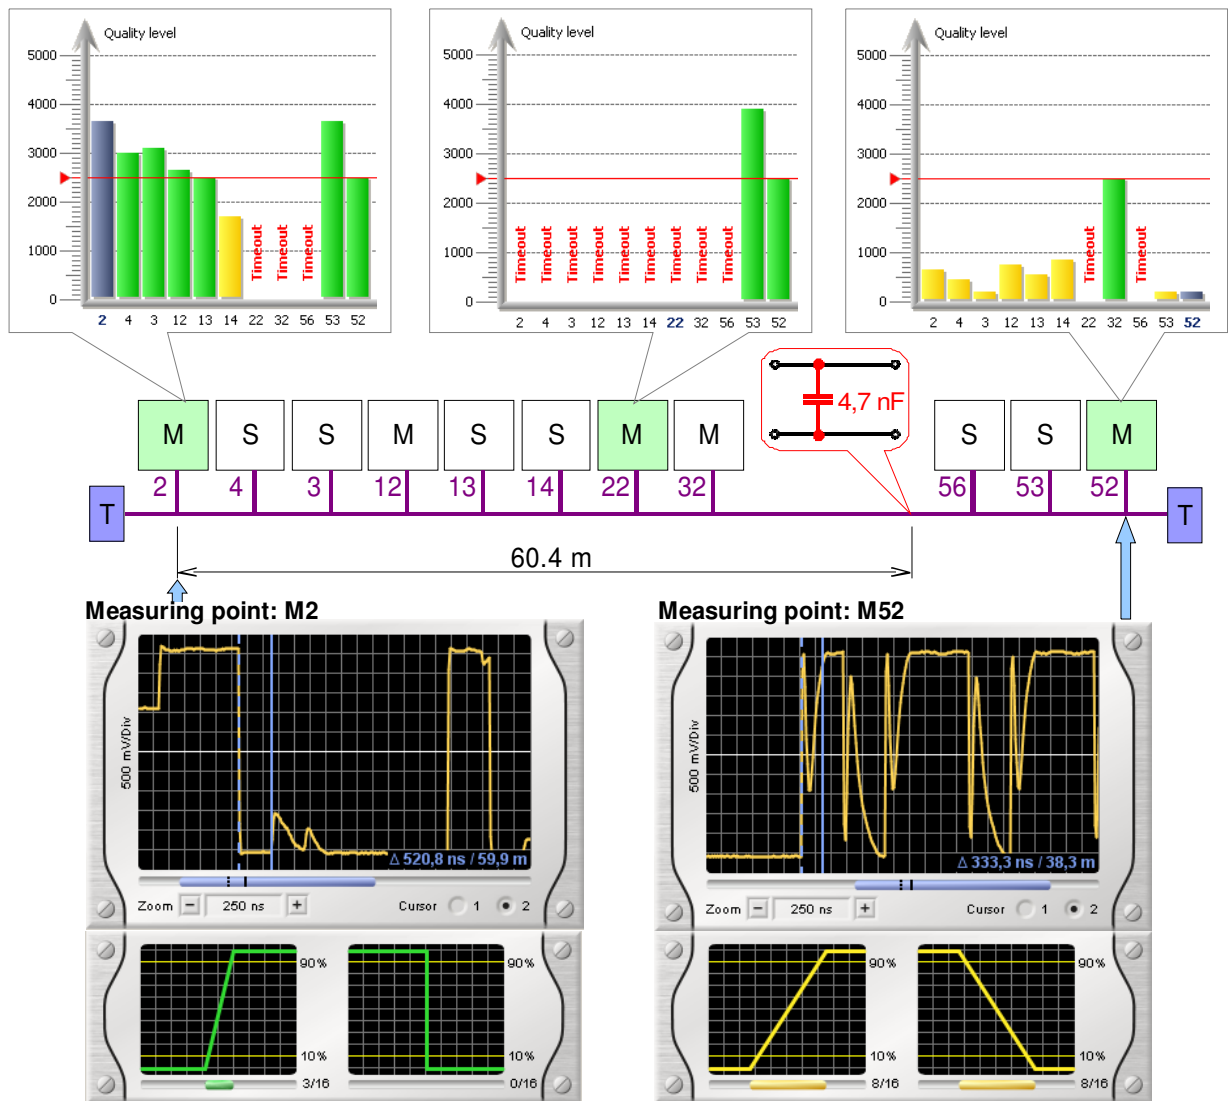 Quality level
5000
4000
3000
2000
1000
0
Timeout Timeout Timeout
2 4 3 12 13 14 22 32 56 53 52
Quality level
5000
4000
3000
2000
1000
0
Timeout Timeout Timeout Timeout Timeout Timeout Timeout Timeout Timeout
2 4 3 12 13 14 22 32 56 53 52
Quality level
5000
4000
3000
2000
1000
0
Timeout Timeout
2 4 3 12 13 14 22 32 56 53 52
4,7 nF
M S S M S S M M S S M
2 4 3 12 13 14 22 32 56 53 52
T T
60.4 m
Measuring point: M2
500 mV/Div
Δ 520,8 ns / 59,9 m
Zoom − 250 ns + Cursor 1 2
90% 90%
10% 10%
3/16 0/16
Measuring point: M52
500 mV/Div
Δ 333,3 ns / 38,3 m
Zoom − 250 ns + Cursor 1 2
90% 90%
10% 10%
8/16 8/16